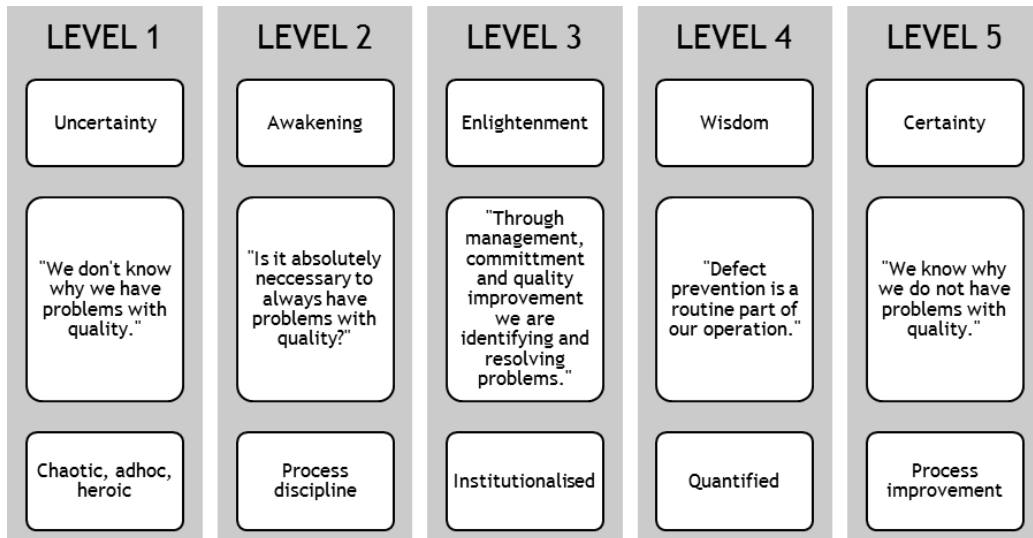 LEVEL 1
Uncertainty
"We don't know
why we have
problems with
quality."
Chaotic, adhoc,
heroic
LEVEL 2
Awakening
"Is it absolutely
neccessary to
always have
problems with
quality?"
Process
discipline
LEVEL 3
Enlightenment
"Through
management,
committment
and quality
improvement
we are
identifying and
resolving
problems."
Institutionalised
LEVEL 4
Wisdom
"Defect
prevention is a
routine part of
our operation."
Quantified
LEVEL 5
Certainty
"We know why
we do not have
problems with
quality."
Process
improvement